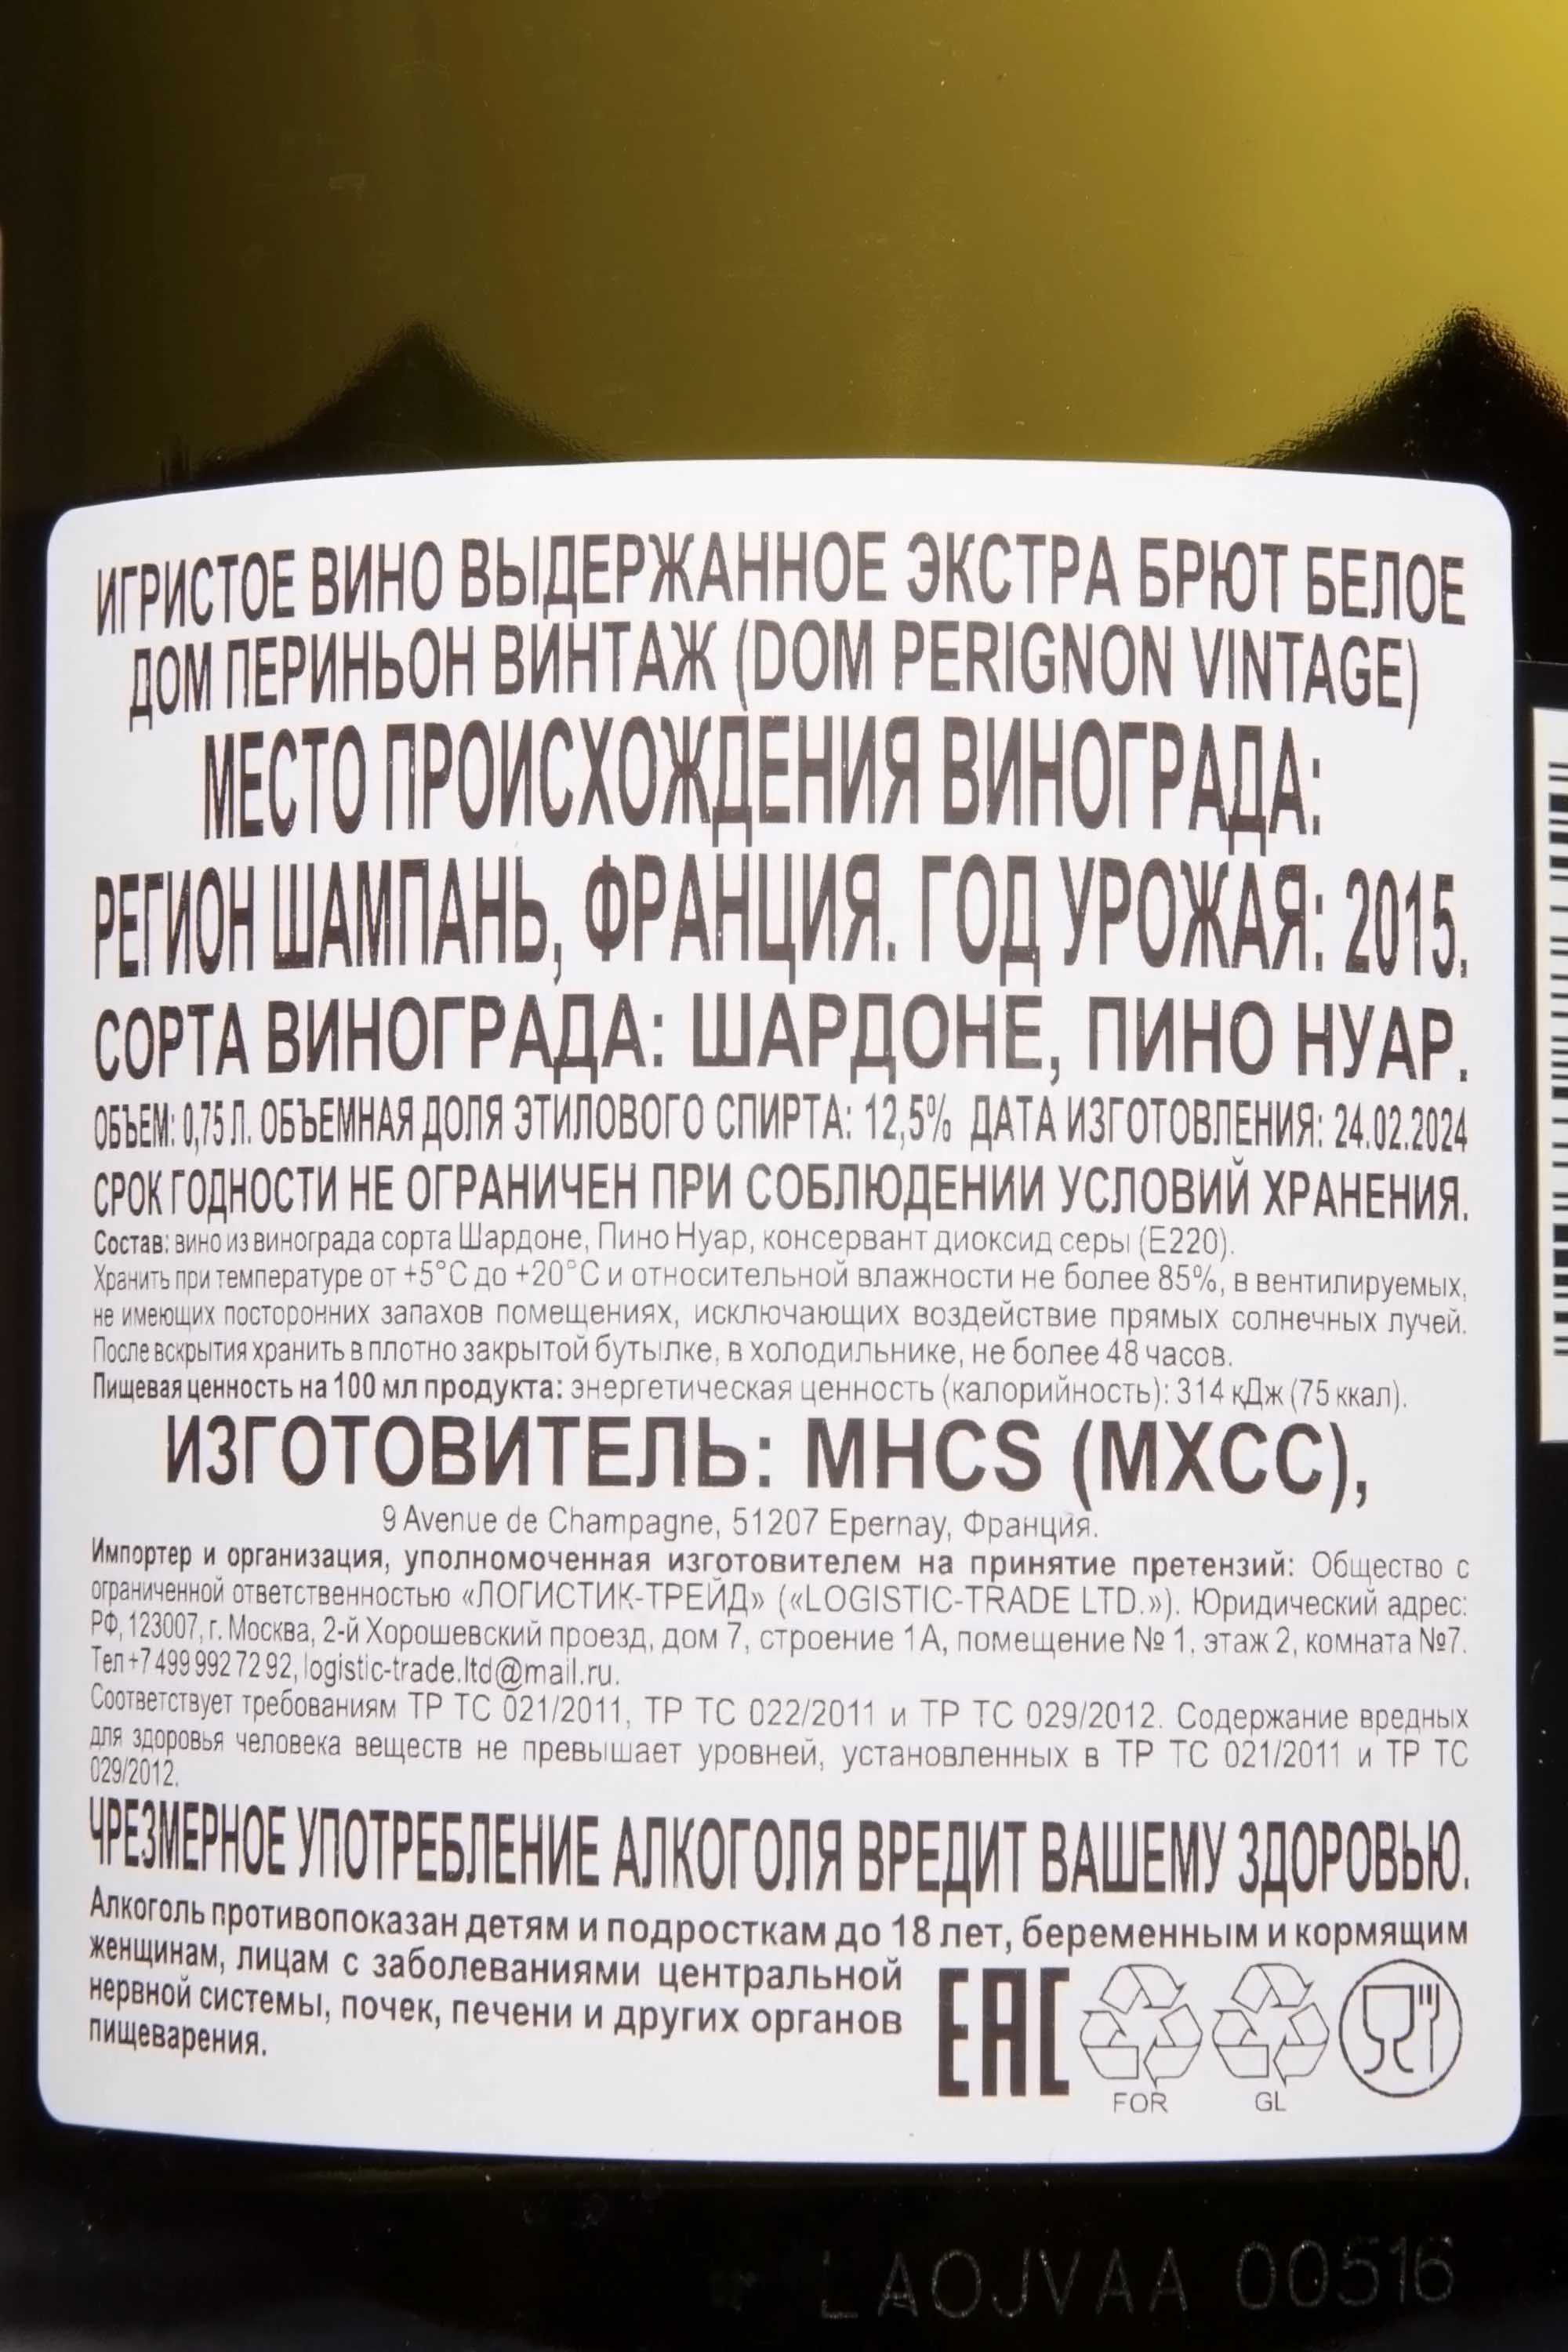 ИГРИСТОЕ ВИНО ВЫДЕРЖАННОЕ ЭКСТРА БРЮТ БЕЛОЕ
ДОМ ПЕРИНЬОН ВИНТАЖ (DOM PERIGNON VINTAGE)
МЕСТО ПРОИСХОЖДЕНИЯ ВИНОГРАДА:
РЕГИОН ШАМПАНЬ, ФРАНЦИЯ. ГОД УРОЖАЯ: 2015.
СОРТА ВИНОГРАДА: ШАРДОНЕ, ПИНО НУАР.
ОБЪЕМ: 0,75 Л. ОБЪЕМНАЯ ДОЛЯ ЭТИЛОВОГО СПИРТА: 12,5% ДАТА ИЗГОТОВЛЕНИЯ: 24.02.2024
СРОК ГОДНОСТИ НЕ ОГРАНИЧЕН ПРИ СОБЛЮДЕНИИ УСЛОВИЙ ХРАНЕНИЯ.
Состав: вино из винограда сорта Шардоне, Пино Нуар, консервант диоксид серы (Е220).
Хранить при температуре от +5°С до +20°С и относительной влажности не более 85%, в вентилируемых,
не имеющих посторонних запахов помещениях, исключающих воздействие прямых солнечных лучей.
После вскрытия хранить в плотно закрытой бутылке, в холодильнике, не более 48 часов.
Пищевая ценность на 100 мл продукта: энергетическая ценность (калорийность): 314 кДж (75 ккал).
ИЗГОТОВИТЕЛЬ: MHCS (МХСС),
9 Avenue de Champagne, 51207 Epernay, Франция.
Импортер и организация, уполномоченная изготовителем на принятие претензий: Общество с
ограниченной ответственностью «ЛОГИСТИК-ТРЕЙД» («LOGISTIC-TRADE LTD.»). Юридический адрес:
РФ, 123007, г. Москва, 2-й Хорошевский проезд, дом 7, строение 1А, помещение № 1, этаж 2, комната №7.
Тел +7 499 992 72 92, logistic-trade.ltd@mail.ru.
Соответствует требованиям ТР ТС 021/2011, ТР ТС 022/2011 и ТР ТС 029/2012. Содержание вредных
для здоровья человека веществ не превышает уровней, установленных в ТР ТС 021/2011 и ТР ТС
029/2012.
ЧРЕЗМЕРНОЕ УПОТРЕБЛЕНИЕ АЛКОГОЛЯ ВРЕДИТ ВАШЕМУ ЗДОРОВЬЮ.
Алкоголь противопоказан детям и подросткам до 18 лет, беременным и кормящим
женщинам, лицам с заболеваниями центральной
нервной системы, почек, печени и других органов
пищеварения.
EAC
FOR
GL
LAOJVAA 00516